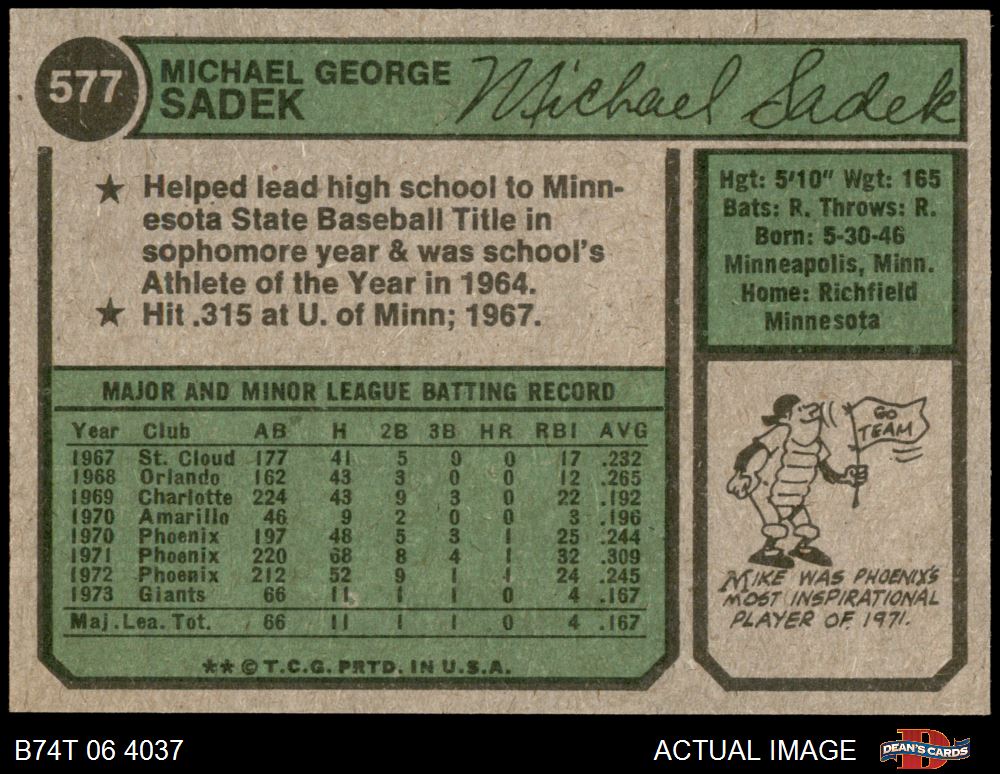 577
MICHAEL GEORGE
SADEK
Michael Sadek
★ Helped lead high school to Minn-
esota State Baseball Title in
sophomore year & was school's
Athlete of the Year in 1964.
★ Hit .315 at U. of Minn; 1967.
Hgt: 5'10" Wgt: 165
Bats: R. Throws: R.
Born: 5-30-46
Minneapolis, Minn.
Home: Richfield
Minnesota
MAJOR AND MINOR LEAGUE BATTING RECORD
Year Club AB H 2B 3B HR RBI AVG
1967 St. Cloud 177 41 5 0 0 17 .232
1968 Orlando 162 43 3 0 0 12 .265
1969 Charlotte 224 43 9 3 0 22 .192
1970 Amarillo 46 9 2 0 0 3 .196
1970 Phoenix 197 48 5 3 1 25 .244
1971 Phoenix 220 68 8 4 1 32 .309
1972 Phoenix 212 52 9 1 1 24 .245
1973 Giants 66 11 1 1 0 4 .167
Maj. Lea. Tot. 66 11 1 1 0 4 .167
★★ © T.C.G. PRTD. IN U.S.A.
GO
TEAM
MIKE WAS PHOENIX'S
MOST INSPIRATIONAL
PLAYER OF 1971.
B74T 06 4037
ACTUAL IMAGE
DEAN'S CARDS